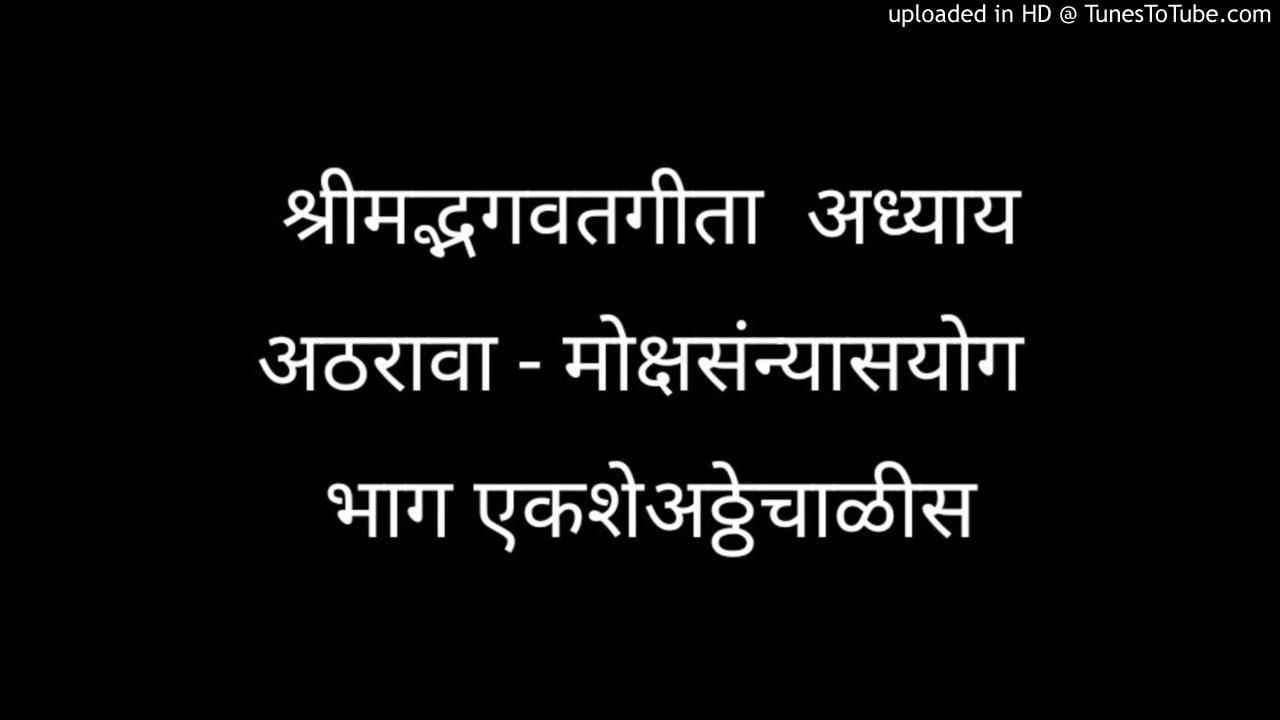 uploaded in HD @ TunesToTube.com
श्रीमद्भगवतगीता अध्याय
अठरावा - मोक्षसंन्यासयोग
भाग एकशेअठ्ठेचाळीस